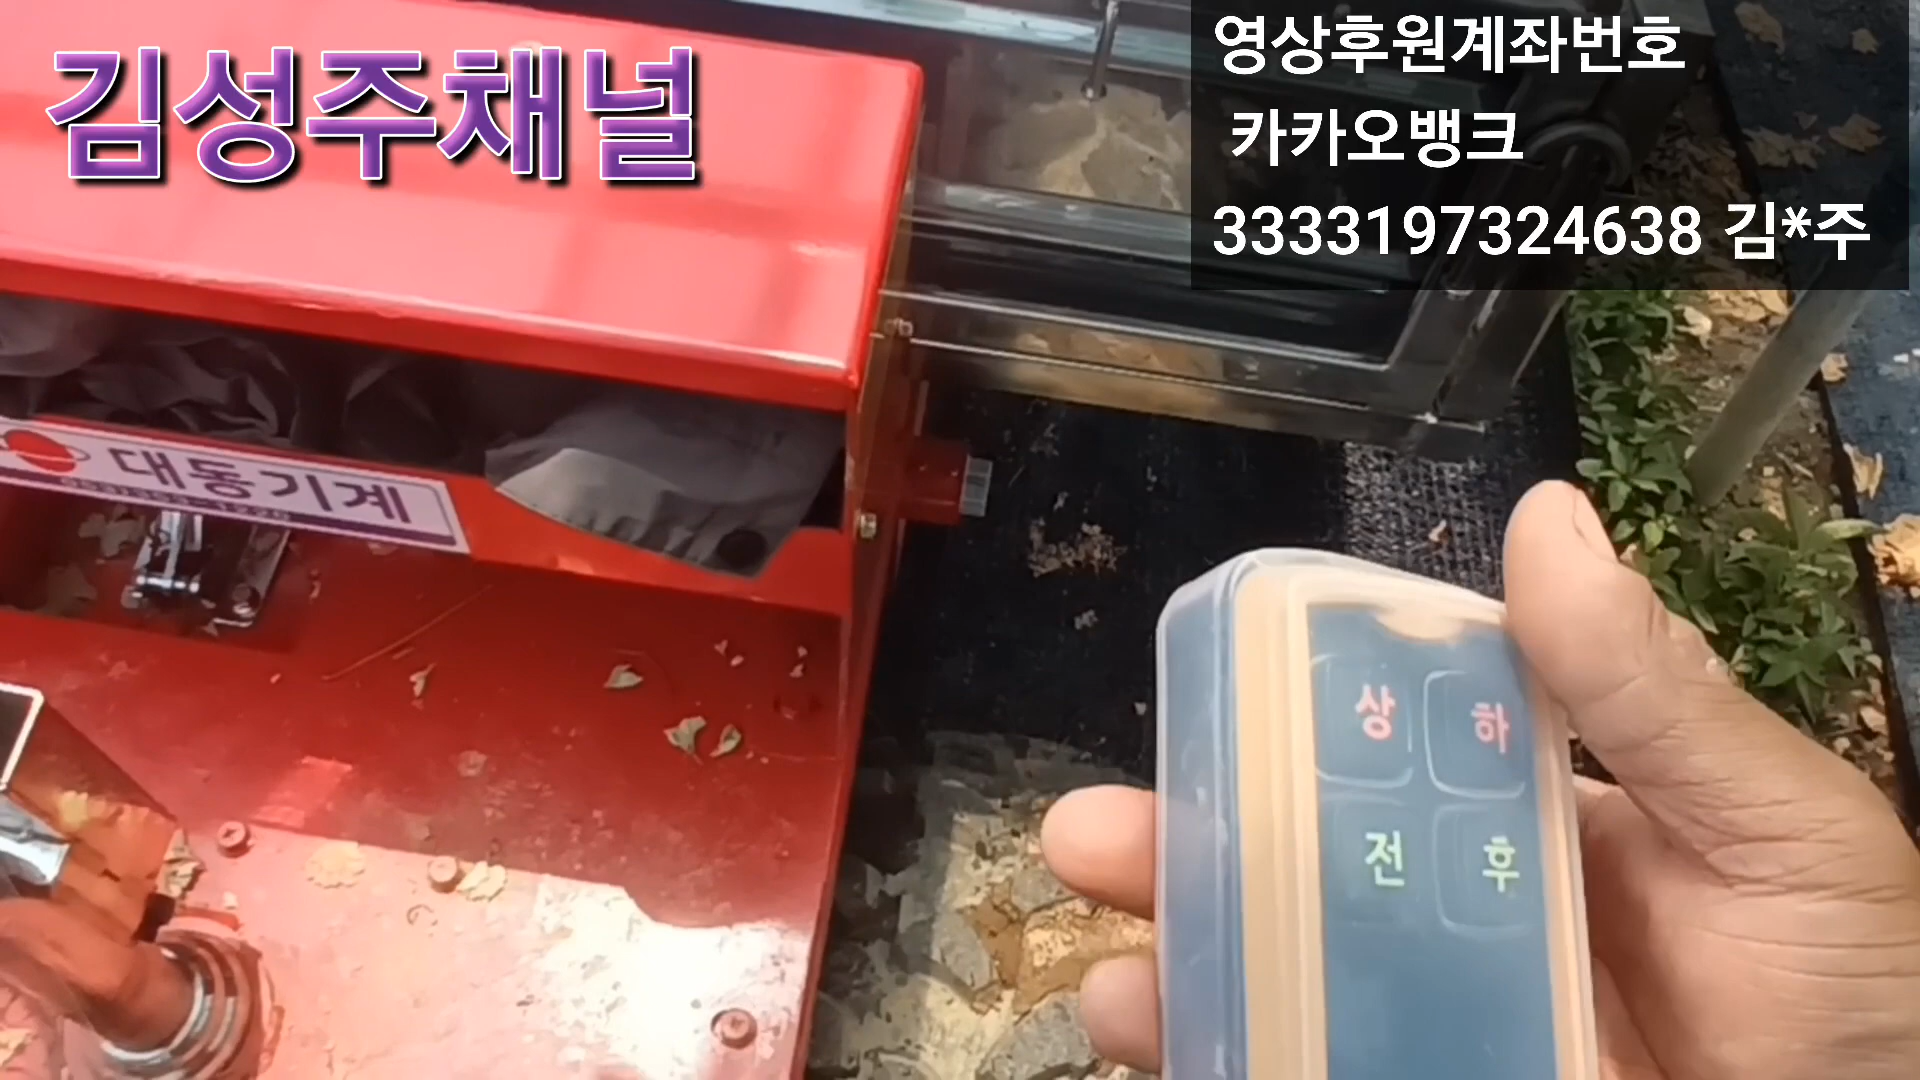 김성주채널
영상후원계좌번호
카카오뱅크
3333197324638 김*주
대동기계
상 하
전 후